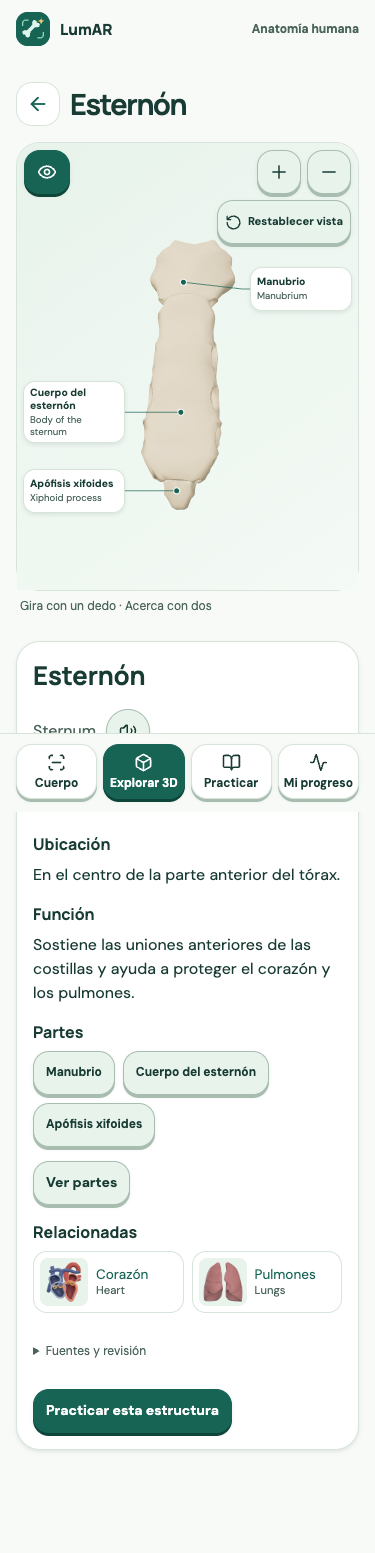 LumAR
Anatomía humana
Esternón
Restablecer vista
Manubrio
Manubrium
Cuerpo del
esternón
Body of the
sternum
Apófisis xifoides
Xiphoid process
Gira con un dedo · Acerca con dos
Esternón
Sternum
Cuerpo
Explorar 3D
Practicar
Mi progreso
Ubicación
En el centro de la parte anterior del tórax.
Función
Sostiene las uniones anteriores de las
costillas y ayuda a proteger el corazón y
los pulmones.
Partes
Manubrio
Cuerpo del esternón
Apófisis xifoides
Ver partes
Relacionadas
Corazón
Heart
Pulmones
Lungs
Fuentes y revisión
Practicar esta estructura